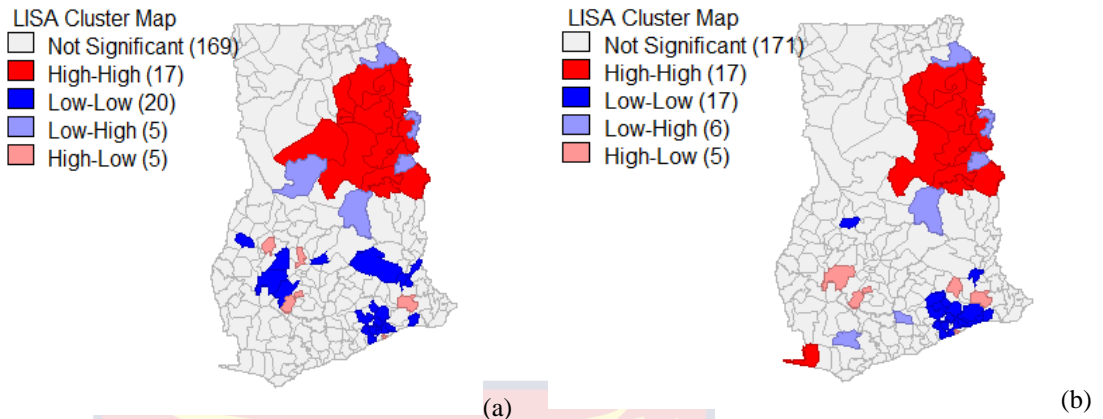 LISA Cluster Map
Not Significant (169)
High-High (17)
Low-Low (20)
Low-High (5)
High-Low (5)
(a)
LISA Cluster Map
Not Significant (171)
High-High (17)
Low-Low (17)
Low-High (6)
High-Low (5)
(b)